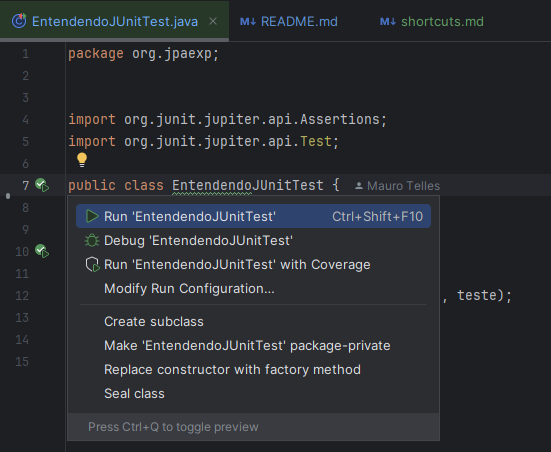 EntendendoJUnitTest.java × README.md shortcuts.md
1 package org.jpaexp;
2
3
4 import org.junit.jupiter.api.Assertions;
5 import org.junit.jupiter.api.Test;
6
7 public class EntendendoJUnitTest { Mauro Telles
8
Run 'EntendendoJUnitTest' Ctrl+Shift+F10
9
Debug 'EntendendoJUnitTest'
10
Run 'EntendendoJUnitTest' with Coverage
11
Modify Run Configuration...
12 , teste);
13
Create subclass
14
Make 'EntendendoJUnitTest' package-private
15
Replace constructor with factory method
Seal class
Press Ctrl+Q to toggle preview